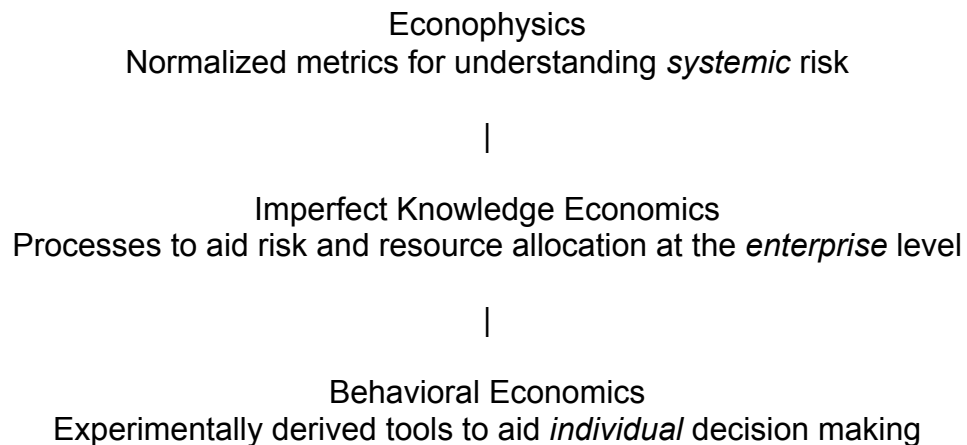 Econophysics
Normalized metrics for understanding systemic risk
|
Imperfect Knowledge Economics
Processes to aid risk and resource allocation at the enterprise level
|
Behavioral Economics
Experimentally derived tools to aid individual decision making